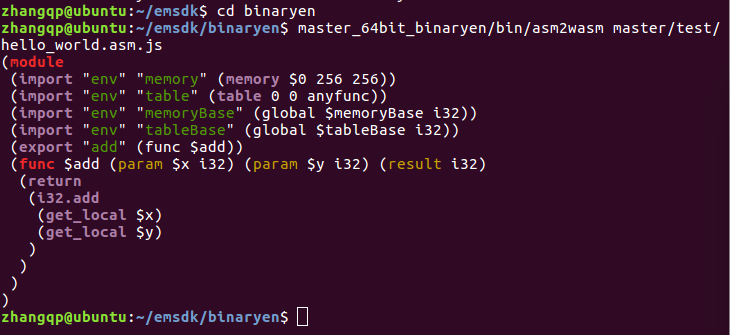 zhangqp@ubuntu:~/emsdk$ cd binaryen
zhangqp@ubuntu:~/emsdk/binaryen$ master_64bit_binaryen/bin/asm2wasm master/test/
hello_world.asm.js
(module
 (import "env" "memory" (memory $0 256 256))
 (import "env" "table" (table 0 0 anyfunc))
 (import "env" "memoryBase" (global $memoryBase i32))
 (import "env" "tableBase" (global $tableBase i32))
 (export "add" (func $add))
 (func $add (param $x i32) (param $y i32) (result i32)
  (return
   (i32.add
    (get_local $x)
    (get_local $y)
   )
  )
 )
)
zhangqp@ubuntu:~/emsdk/binaryen$